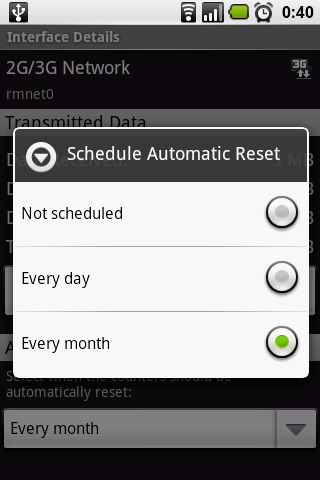 0:40
Interface Details
2G/3G Network
3G
rmnet0
Transmitted Data
Schedule Automatic Reset
Not scheduled
Every day
Every month
Select when the counters should be
automatically reset:
Every month